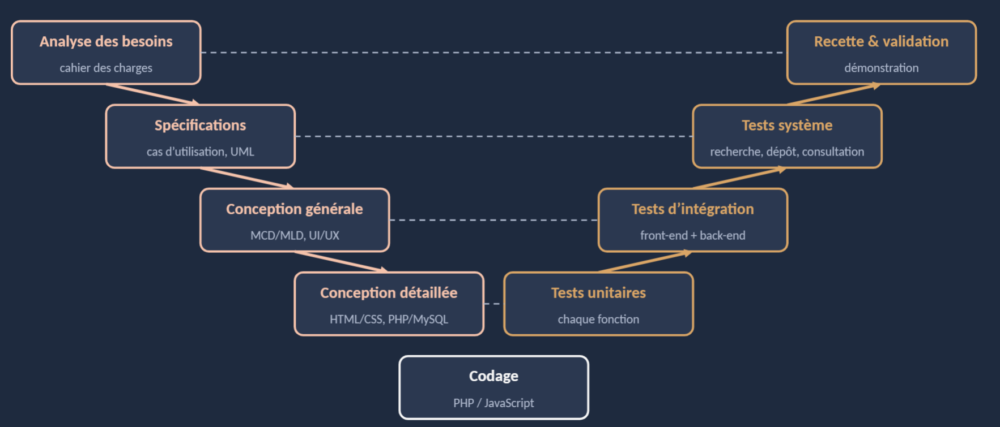 Analyse des besoins
cahier des charges
Recette & validation
démonstration
Spécifications
cas d’utilisation, UML
Tests système
recherche, dépôt, consultation
Conception générale
MCD/MLD, UI/UX
Tests d’intégration
front-end + back-end
Conception détaillée
HTML/CSS, PHP/MySQL
Tests unitaires
chaque fonction
Codage
PHP / JavaScript